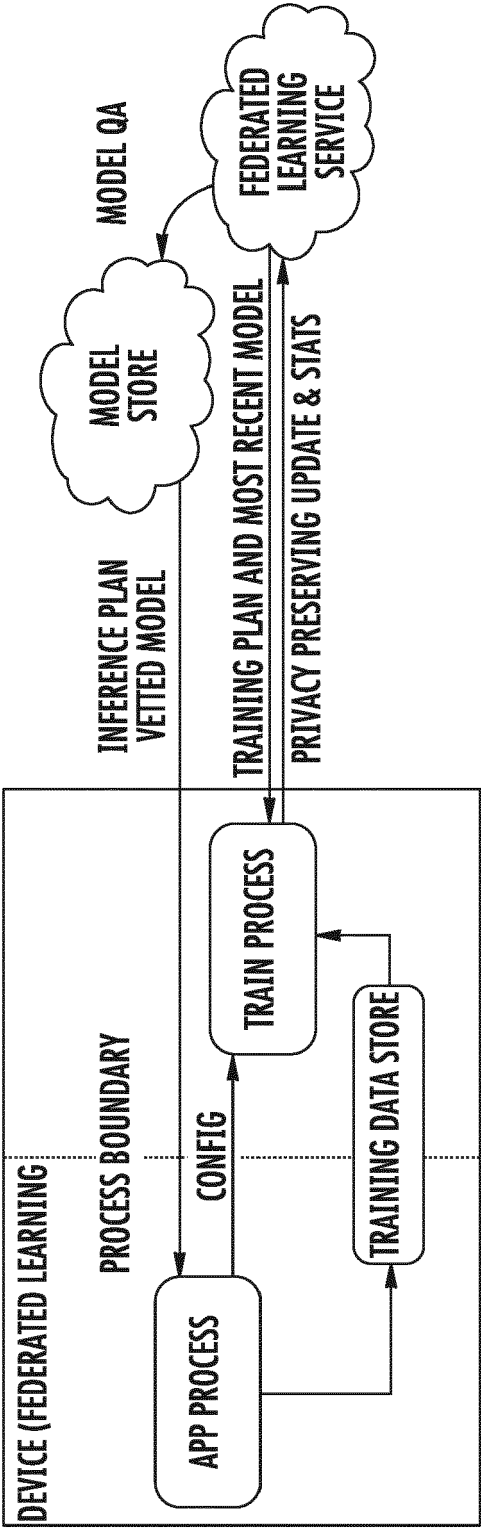 DEVICE (FEDERATED LEARNING
PROCESS BOUNDARY
APP PROCESS
CONFIG
TRAIN PROCESS
TRAINING DATA STORE
INFERENCE PLAN
VETTED MODEL
TRAINING PLAN AND MOST RECENT MODEL
PRIVACY PRESERVING UPDATE & STATS
MODEL
STORE
MODEL QA
FEDERATED
LEARNING
SERVICE